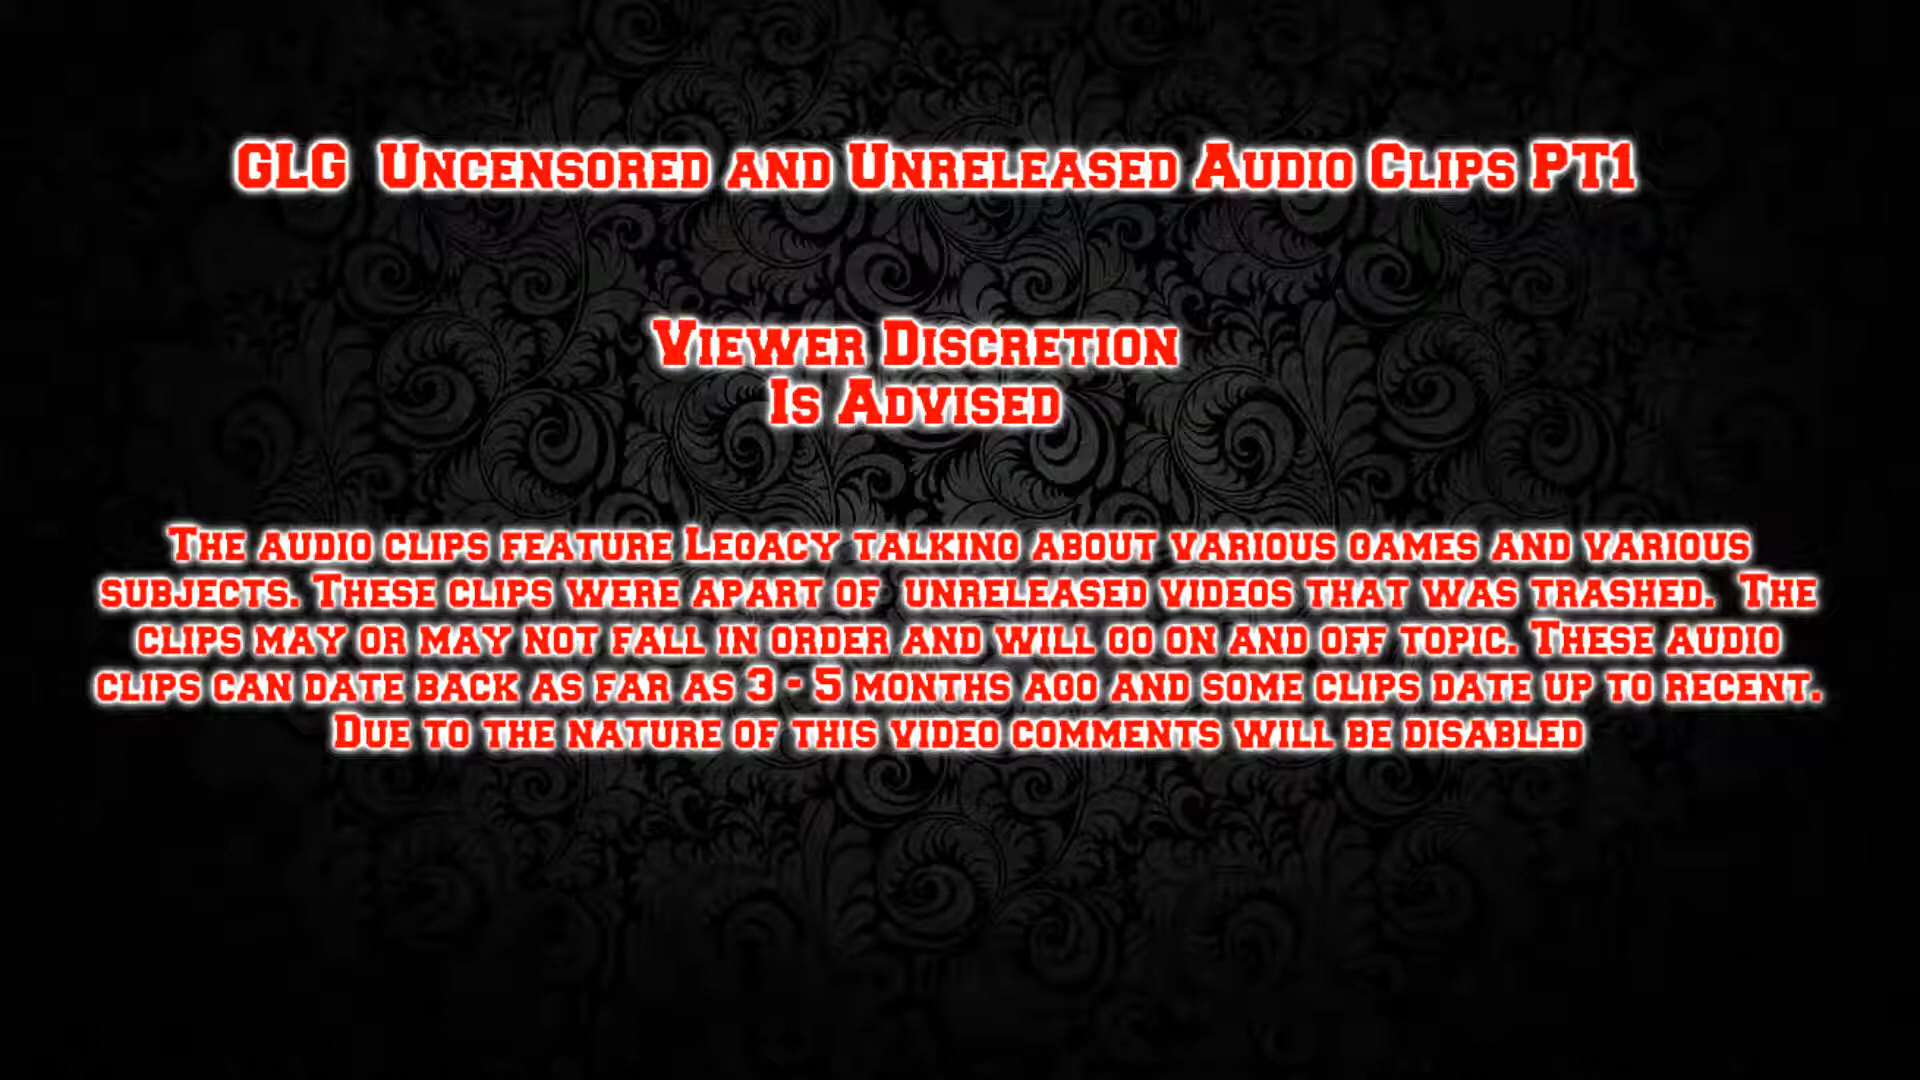 GLG Uncensored and Unreleased Audio Clips PT1
Viewer Discretion
Is Advised
The audio clips feature Legacy talking about various games and various
subjects. These clips were apart of unreleased videos that was trashed. The
clips may or may not fall in order and will go on and off topic. These audio
clips can date back as far as 3 - 5 months ago and some clips date up to recent.
Due to the nature of this video comments will be disabled